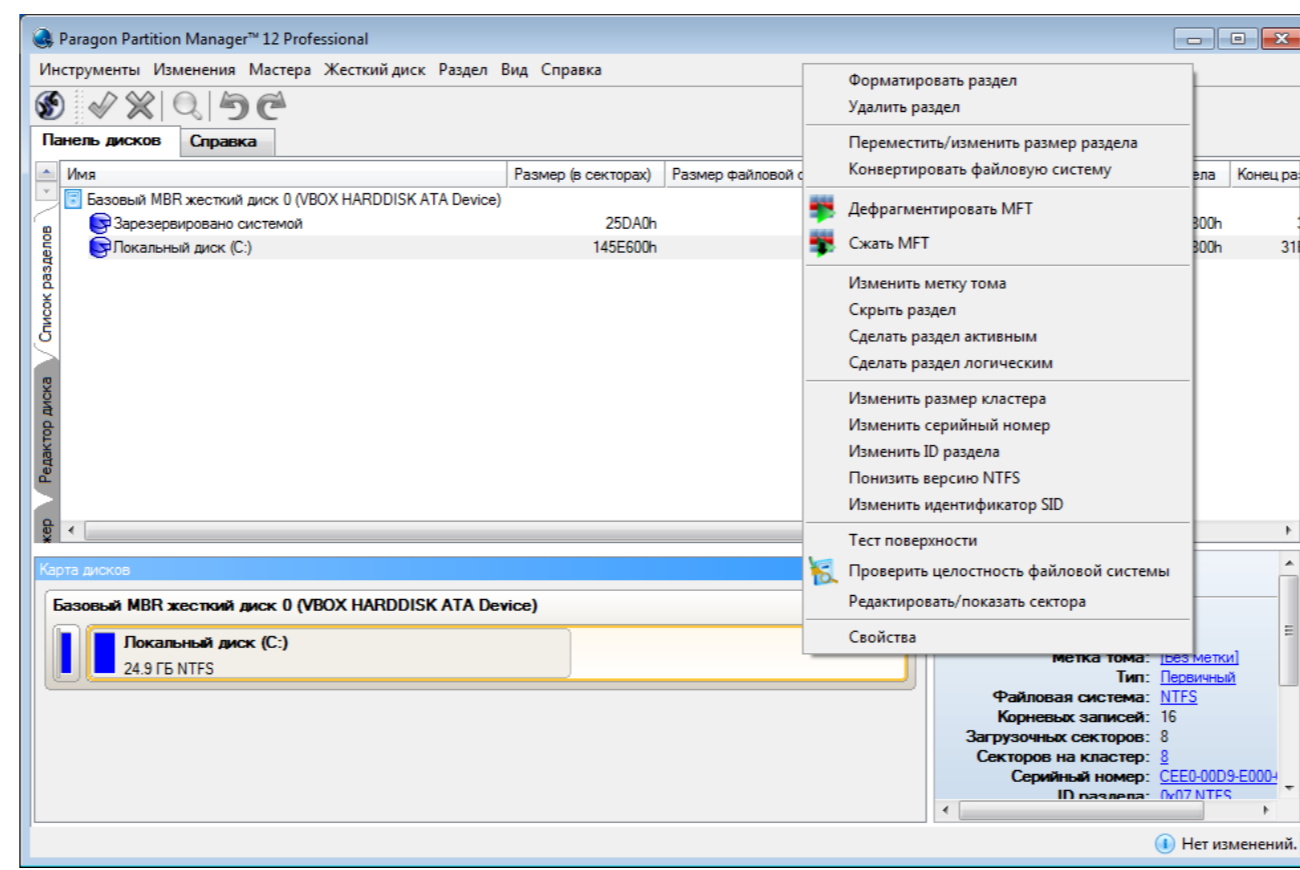 Paragon Partition Manager™ 12 Professional
Инструменты Изменения Мастера Жесткий диск Раздел Вид Справка
Панель дисков Справка
Имя Размер (в секторах) Размер файловой Конец
Базовый MBR жесткий диск 0 (VBOX HARDDISK ATA Device)
Зарезервировано системой 25DA0h 300h
Локальный диск (C:) 145E600h 300h
Список разделов
Редактор диска
Форматировать раздел
Удалить раздел
Переместить/изменить размер раздела
Конвертировать файловую систему
Дефрагментировать MFT
Сжать MFT
Изменить метку тома
Скрыть раздел
Сделать раздел активным
Сделать раздел логическим
Изменить размер кластера
Изменить серийный номер
Изменить ID раздела
Понизить версию NTFS
Изменить идентификатор SID
Тест поверхности
Проверить целостность файловой системы
Редактировать/показать сектора
Свойства
Карта дисков
Базовый MBR жесткий диск 0 (VBOX HARDDISK ATA Device)
Локальный диск (C:)
24.9 ГБ NTFS
Метка тома: [Без метки]
Тип: Первичный
Файловая система: NTFS
Корневых записей: 16
Загрузочных секторов: 8
Секторов на кластер: 8
Серийный номер: CEE0-00D9-E000-
ID раздела: 0x07 NTFS
Нет изменений.